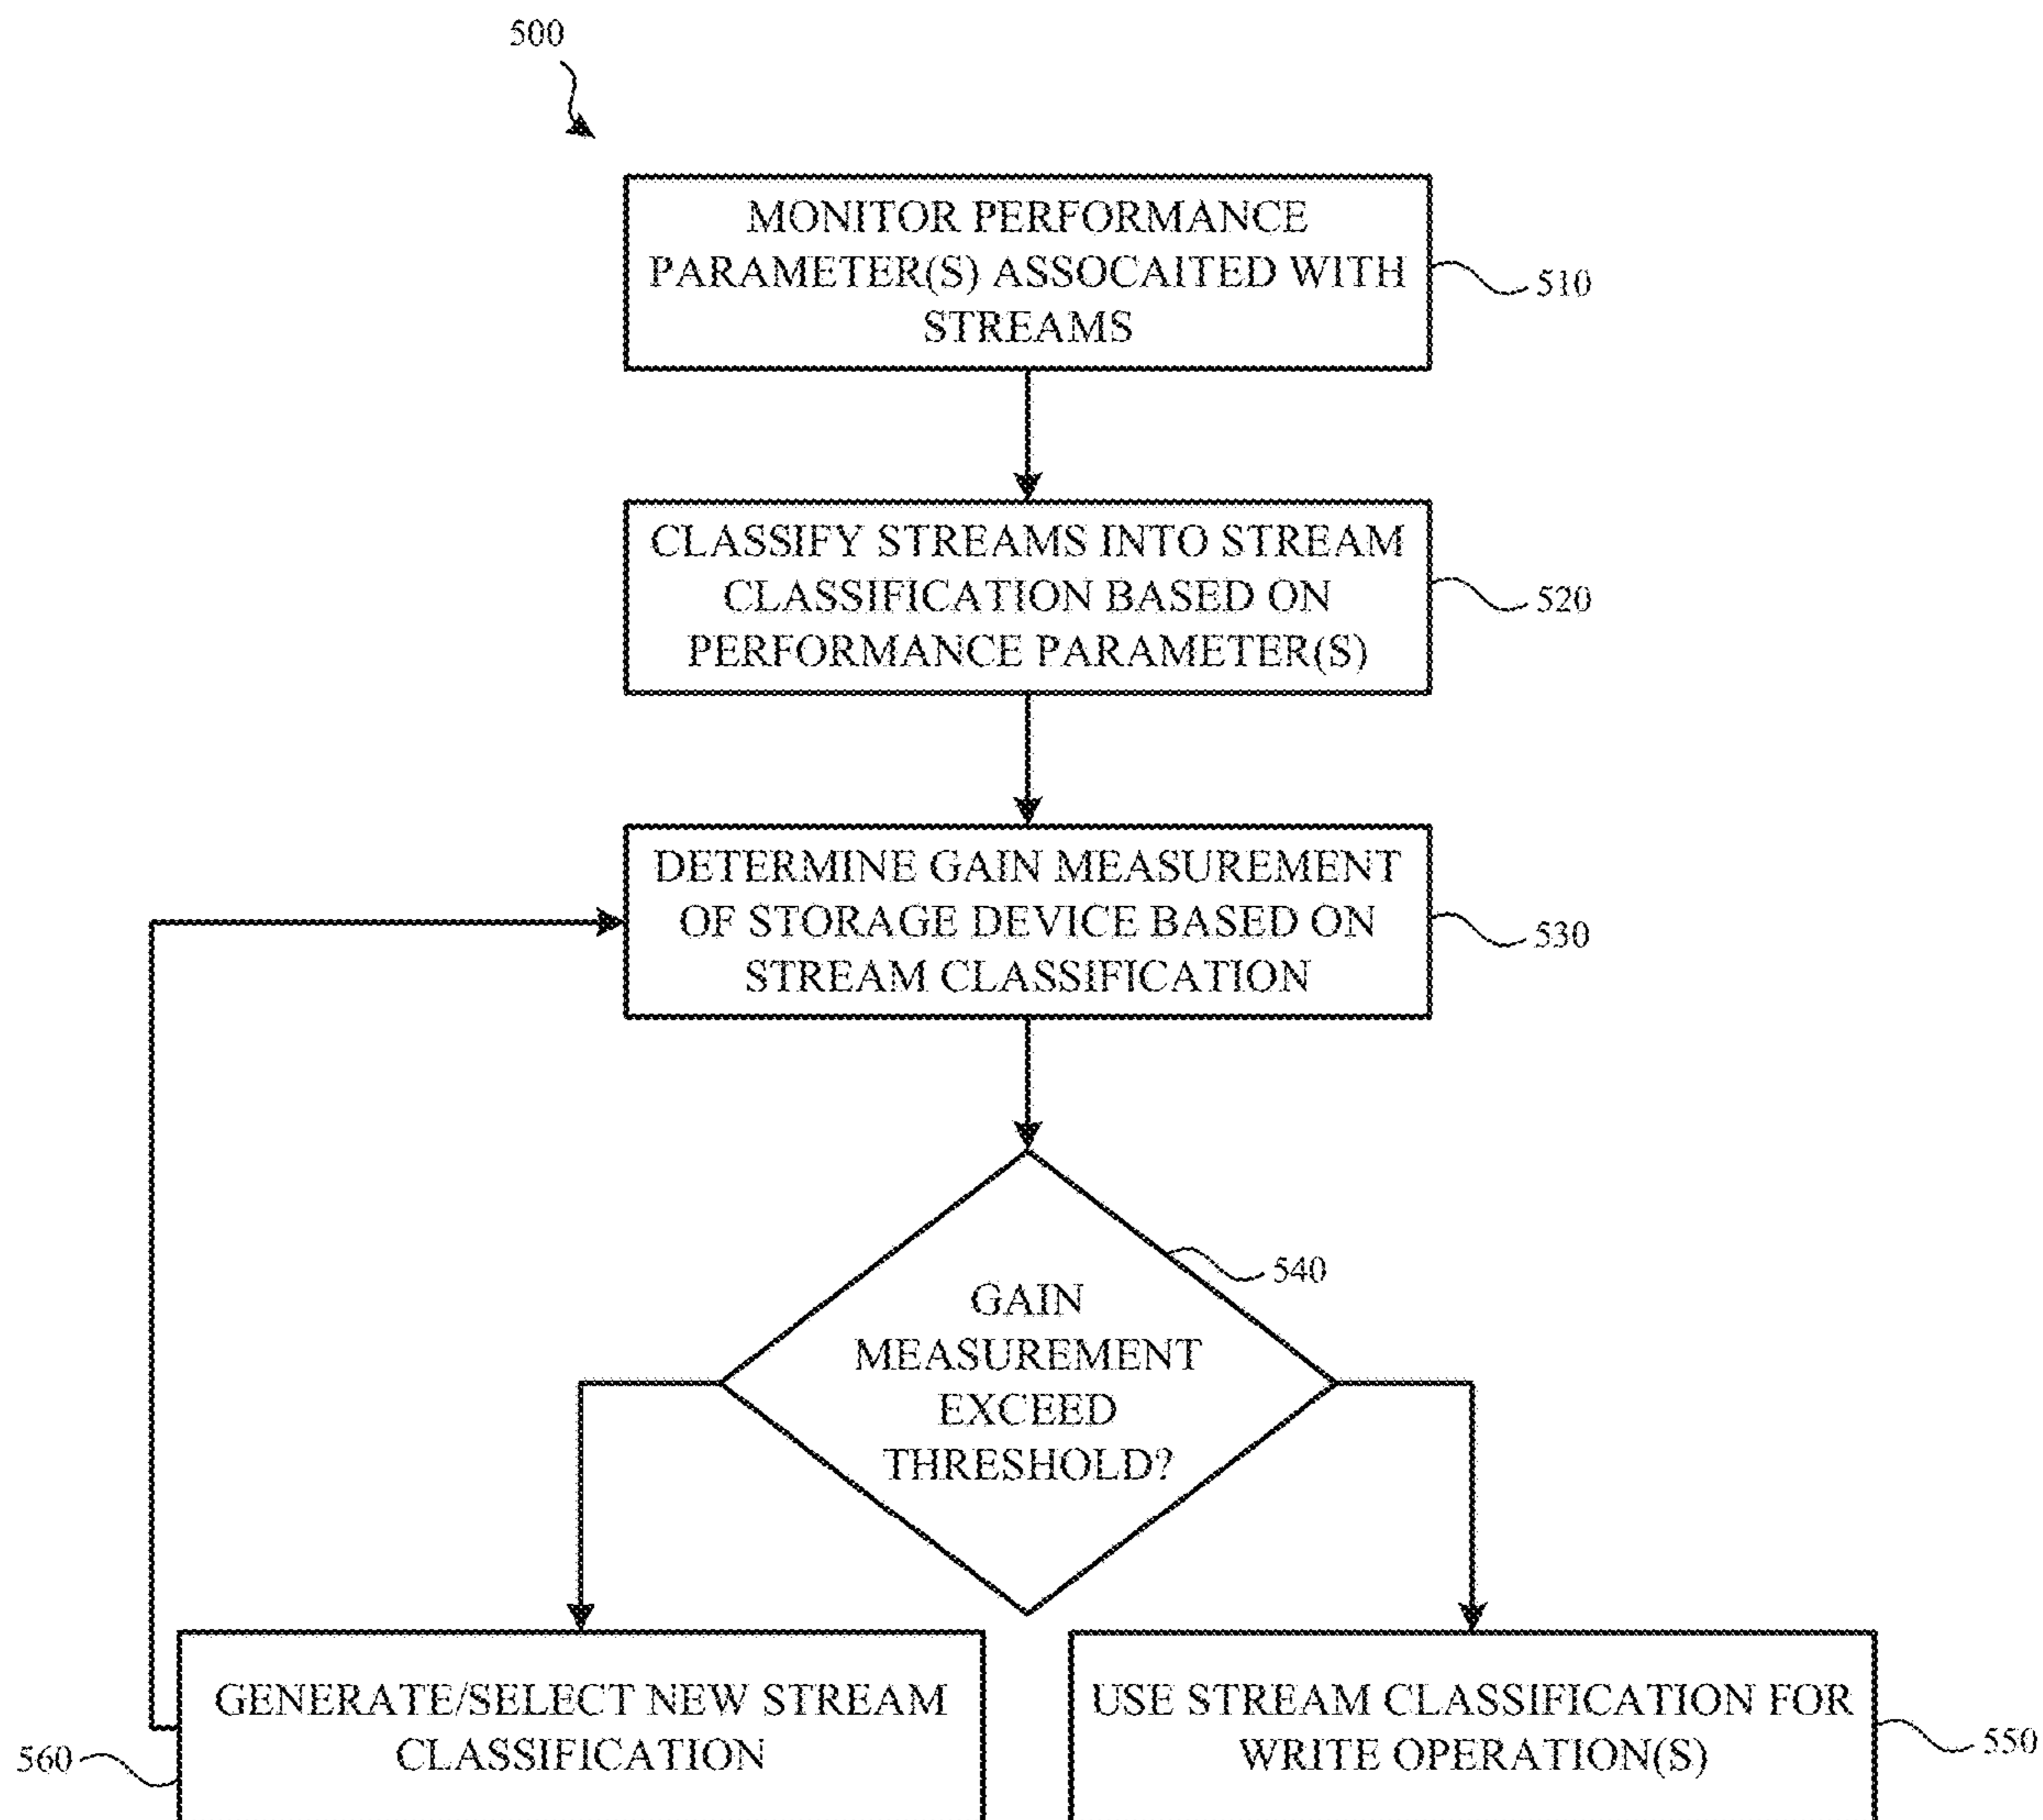 500
MONITOR PERFORMANCE
PARAMETER(S) ASSOCAITED WITH
STREAMS
510
CLASSIFY STREAMS INTO STREAM
CLASSIFICATION BASED ON
PERFORMANCE PARAMETER(S)
520
DETERMINE GAIN MEASUREMENT
OF STORAGE DEVICE BASED ON
STREAM CLASSIFICATION
530
540
GAIN
MEASUREMENT
EXCEED
THRESHOLD?
GENERATE/SELECT NEW STREAM
CLASSIFICATION
560
USE STREAM CLASSIFICATION FOR
WRITE OPERATION(S)
550